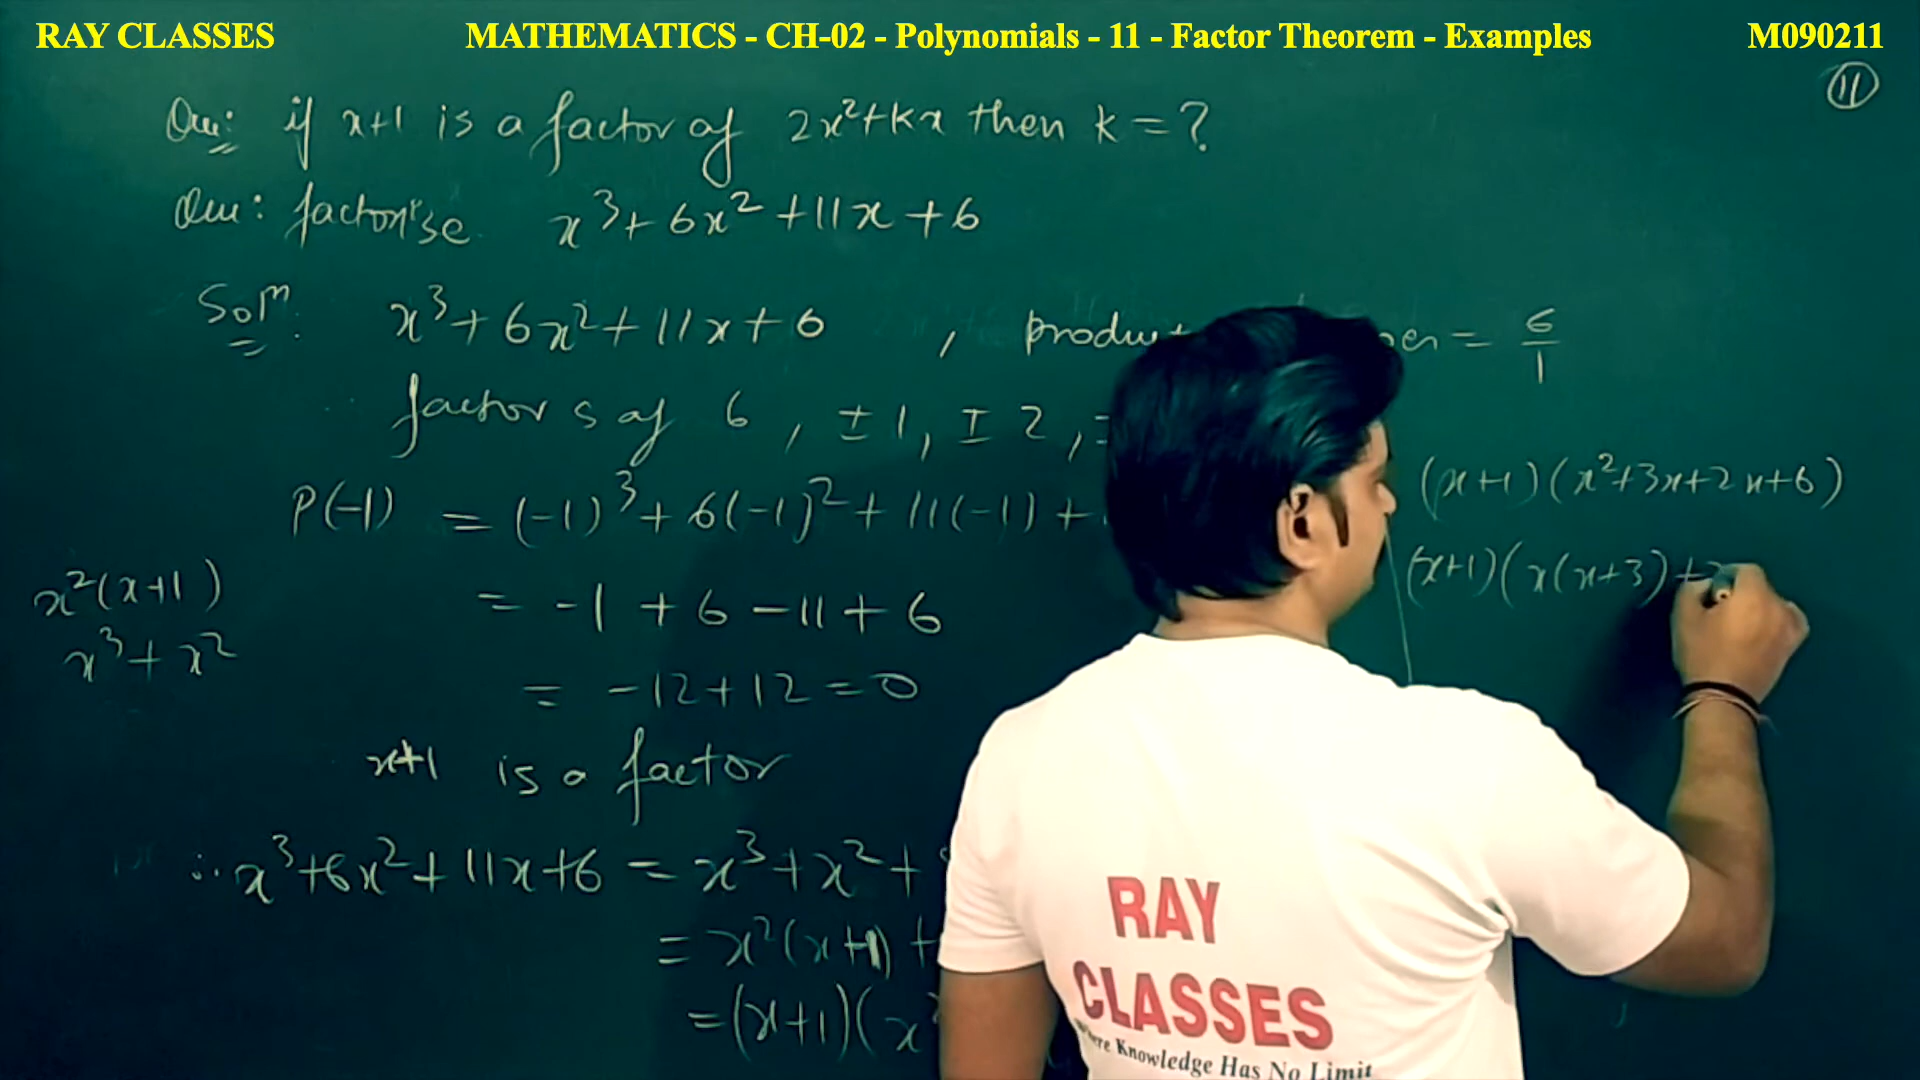 RAY CLASSES MATHEMATICS - CH-02 - Polynomials - 11 - Factor Theorem - Examples M090211
11
Que: if x+1 is a factor of 2x²+kx then k = ?
Que: factorise x³+6x²+11x+6
Solⁿ: x³+6x²+11x+6 , = 6/1
factors of 6 , ±1, ±2,
P(-1) = (-1)³+6(-1)²+11(-1)+
= -1+6-11+6
= -12+12=0
x+1 is a factor
∴ x³+6x²+11x+6 = x³+x²+
= x²(x+1)+
=(x+1)(x²
x²(x+1)
x³+x²
(x+1)(x²+3x+2x+6)
(x+1)(x(x+3)+
RAY
CLASSES
Knowledge Has No Limit